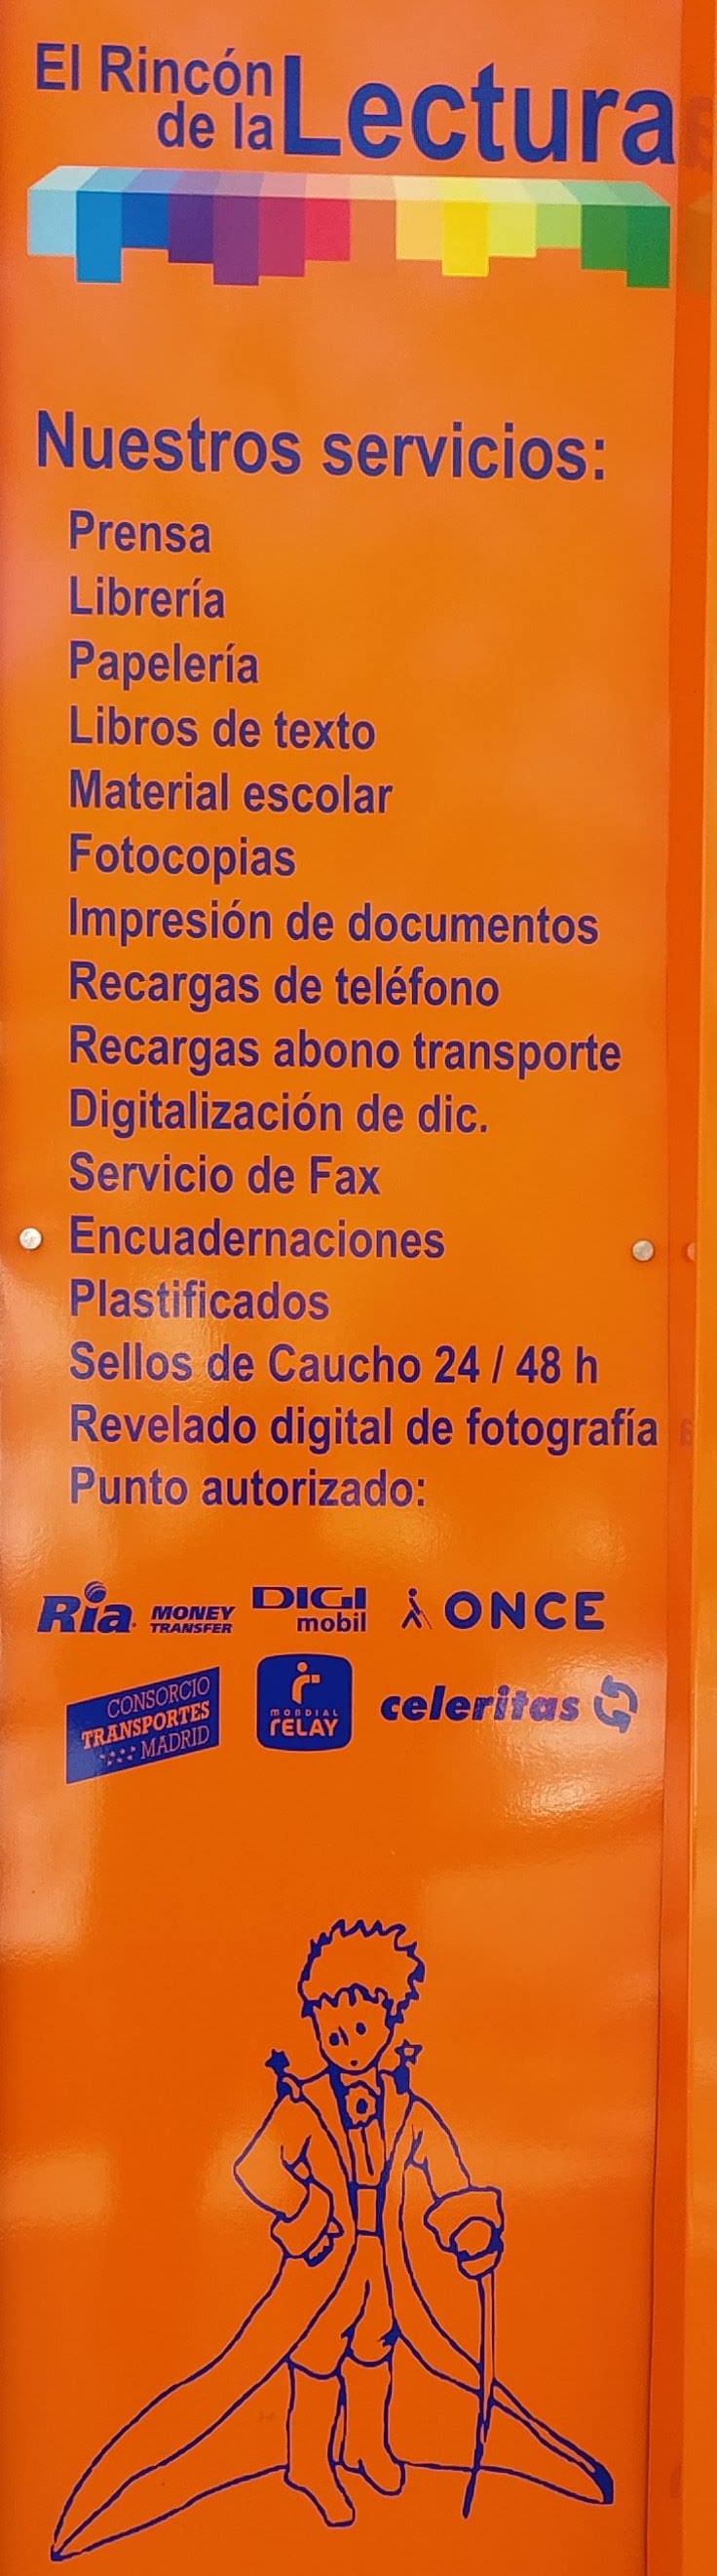 El Rincón
de la Lectura
Nuestros servicios:
Prensa
Librería
Papelería
Libros de texto
Material escolar
Fotocopias
Impresión de documentos
Recargas de teléfono
Recargas abono transporte
Digitalización de dic.
Servicio de Fax
Encuadernaciones
Plastificados
Sellos de Caucho 24 / 48 h
Revelado digital de fotografía
Punto autorizado:
Ria MONEY TRANSFER DIGI mobil ONCE
CONSORCIO
TRANSPORTES
MADRID
MONDIAL
RELAY
celeritas